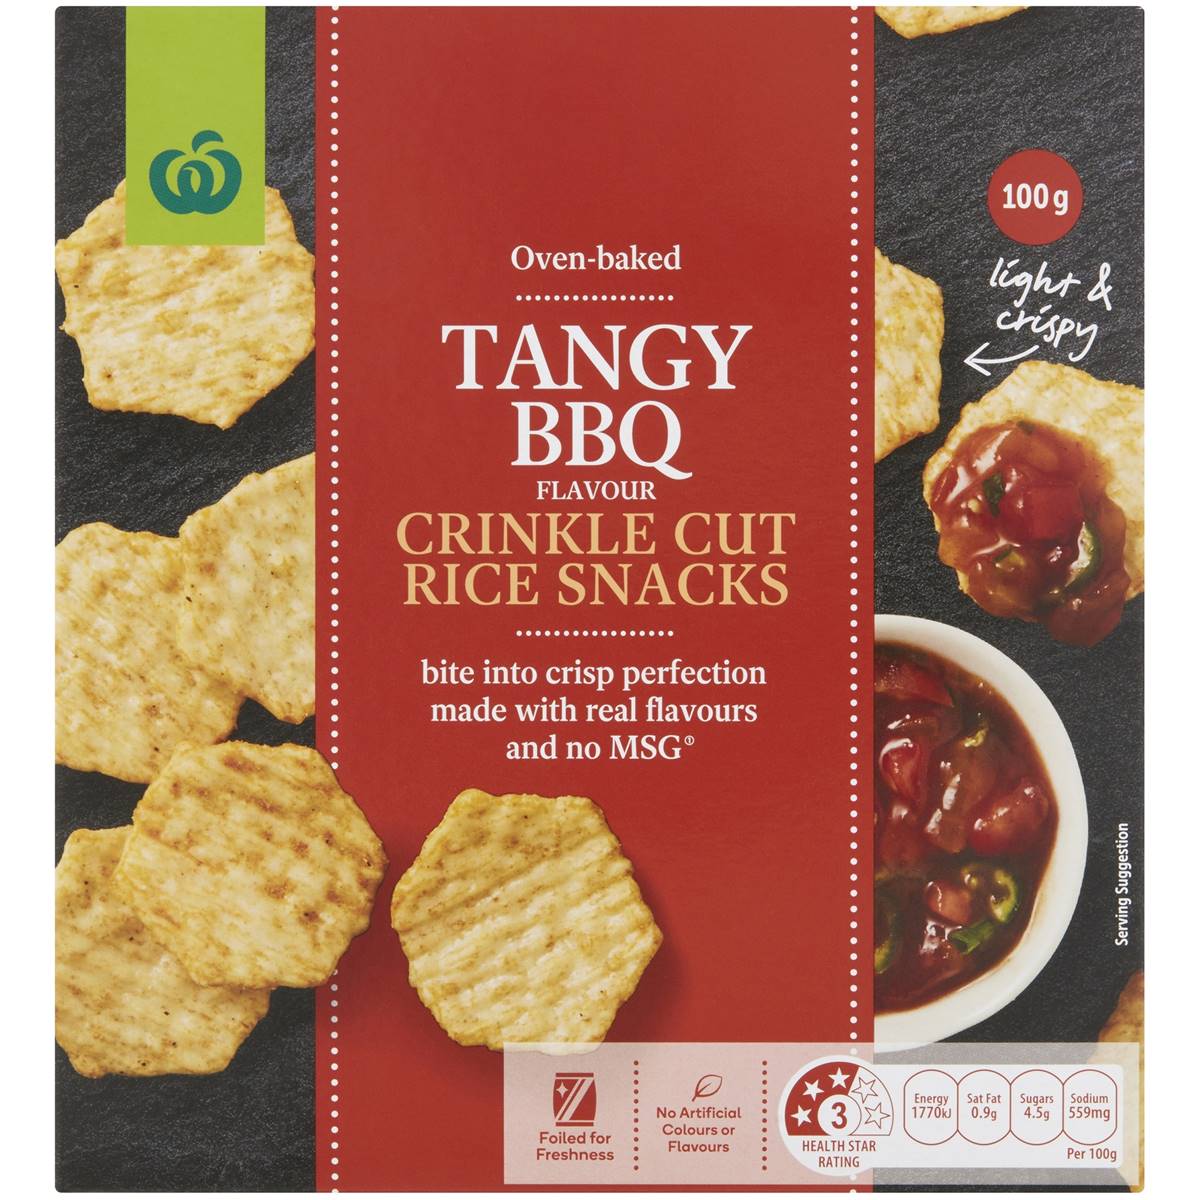 100g
light &
crispy
Oven-baked
TANGY
BBQ
FLAVOUR
CRINKLE CUT
RICE SNACKS
bite into crisp perfection
made with real flavours
and no MSG①
Serving Suggestion
Foiled for
Freshness
No Artificial
Colours or
Flavours
3
HEALTH STAR
RATING
Energy
1770kJ
Sat Fat
0.9g
Sugars
4.5g
Sodium
559mg
Per 100g